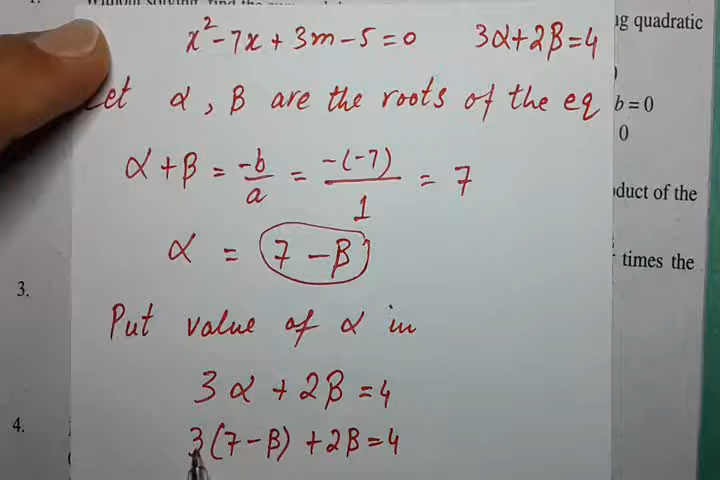 x² - 7x + 3m - 5 = 0 3α + 2β = 4
ng quadratic
Let α, β are the roots of the eq
b = 0
0
α + β = -b/a = -(-7)/1 = 7
duct of the
α = 7 - β
times the
3.
Put value of α in
3α + 2β = 4
4.
3(7 - β) + 2β = 4